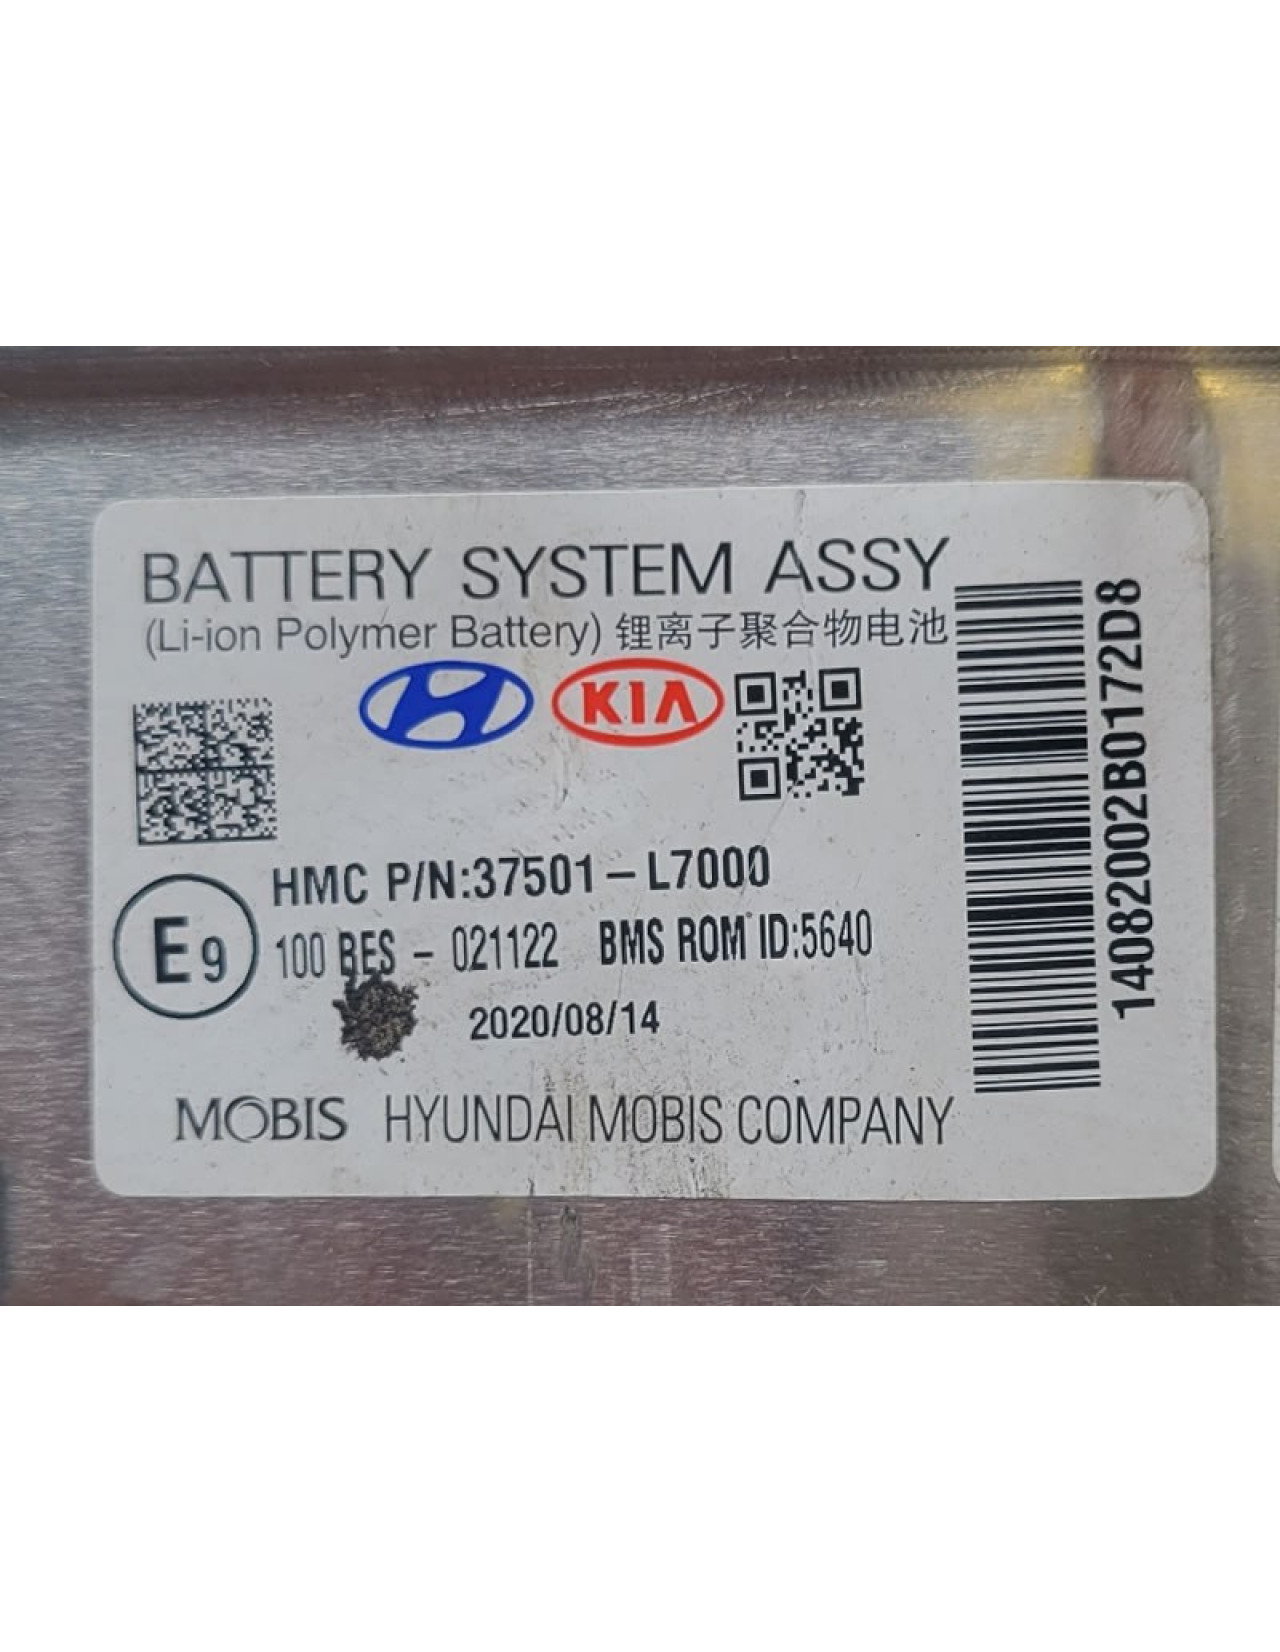 BATTERY SYSTEM ASSY
(Li-ion Polymer Battery) 锂离子聚合物电池
KIA
HMC P/N:37501-L7000
E9
100 BES - 021122 BMS ROM ID:5640
2020/08/14
MOBIS HYUNDAI MOBIS COMPANY
14082002B0172D8